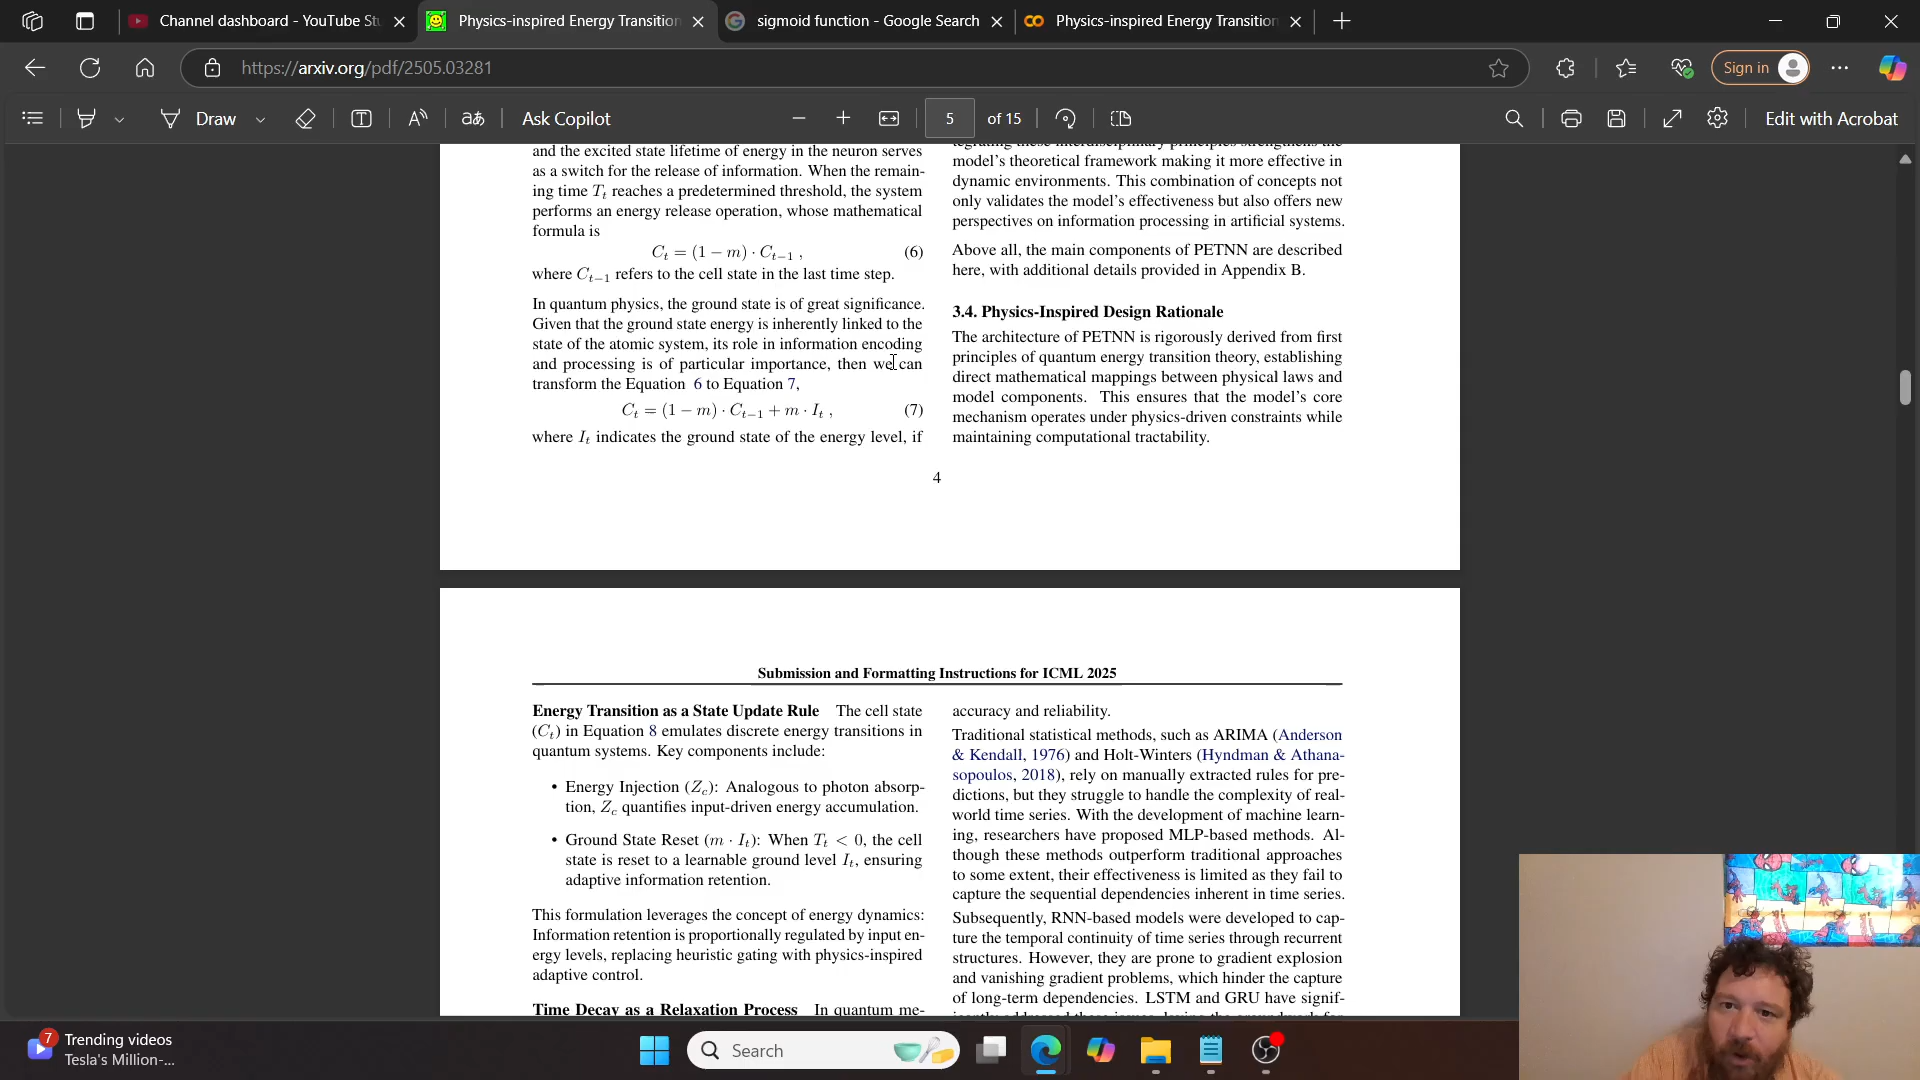 Channel dashboard - YouTube St
Physics-inspired Energy Transition
sigmoid function - Google Search
Physics-inspired Energy Transition
https://arxiv.org/pdf/2505.03281
Sign in
Draw
Ask Copilot
5 of 15
Edit with Acrobat
and the excited state lifetime of energy in the neuron serves
as a switch for the release of information. When the remain-
ing time Tₜ reaches a predetermined threshold, the system
performs an energy release operation, whose mathematical
formula is
Cₜ = (1 − m) · Cₜ₋₁ , (6)
where Cₜ₋₁ refers to the cell state in the last time step.
In quantum physics, the ground state is of great significance.
Given that the ground state energy is inherently linked to the
state of the atomic system, its role in information encoding
and processing is of particular importance, then we can
transform the Equation 6 to Equation 7,
Cₜ = (1 − m) · Cₜ₋₁ + m · Iₜ , (7)
where Iₜ indicates the ground state of the energy level, if
tegrating these interdisciplinary principles strengthens the
model's theoretical framework making it more effective in
dynamic environments. This combination of concepts not
only validates the model's effectiveness but also offers new
perspectives on information processing in artificial systems.
Above all, the main components of PETNN are described
here, with additional details provided in Appendix B.
3.4. Physics-Inspired Design Rationale
The architecture of PETNN is rigorously derived from first
principles of quantum energy transition theory, establishing
direct mathematical mappings between physical laws and
model components. This ensures that the model's core
mechanism operates under physics-driven constraints while
maintaining computational tractability.
4
Submission and Formatting Instructions for ICML 2025
Energy Transition as a State Update Rule The cell state
(Cₜ) in Equation 8 emulates discrete energy transitions in
quantum systems. Key components include:
• Energy Injection (Z_c): Analogous to photon absorp-
tion, Z_c quantifies input-driven energy accumulation.
• Ground State Reset (m · Iₜ): When Tₜ < 0, the cell
state is reset to a learnable ground level Iₜ, ensuring
adaptive information retention.
This formulation leverages the concept of energy dynamics:
Information retention is proportionally regulated by input en-
ergy levels, replacing heuristic gating with physics-inspired
adaptive control.
Time Decay as a Relaxation Process In quantum me-
accuracy and reliability.
Traditional statistical methods, such as ARIMA (Anderson
& Kendall, 1976) and Holt-Winters (Hyndman & Athana-
sopoulos, 2018), rely on manually extracted rules for pre-
dictions, but they struggle to handle the complexity of real-
world time series. With the development of machine learn-
ing, researchers have proposed MLP-based methods. Al-
though these methods outperform traditional approaches
to some extent, their effectiveness is limited as they fail to
capture the sequential dependencies inherent in time series.
Subsequently, RNN-based models were developed to cap-
ture the temporal continuity of time series through recurrent
structures. However, they are prone to gradient explosion
and vanishing gradient problems, which hinder the capture
of long-term dependencies. LSTM and GRU have signif-
7
Trending videos
Tesla's Million-...
Search